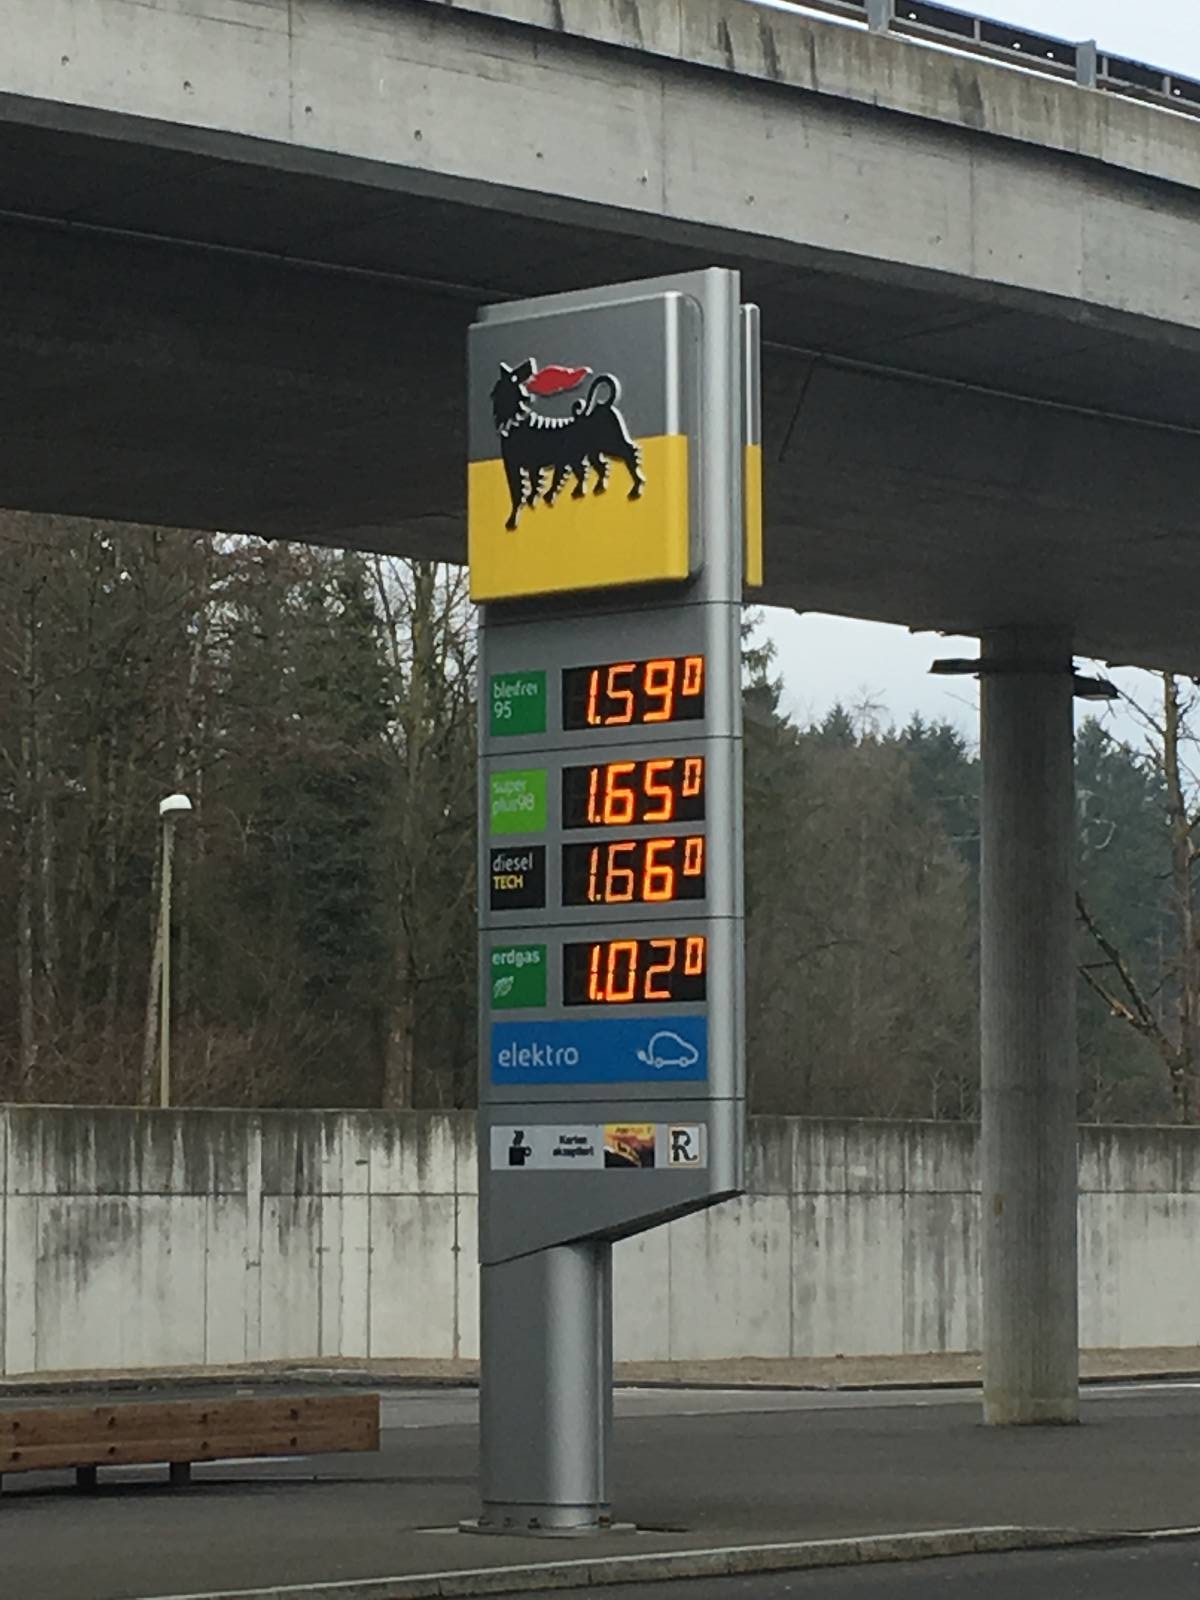 bleifrei
95
1.590
super
plus98
1.650
diesel
TECH
1.660
erdgas
1.020
elektro
Karten
akzeptiert
R